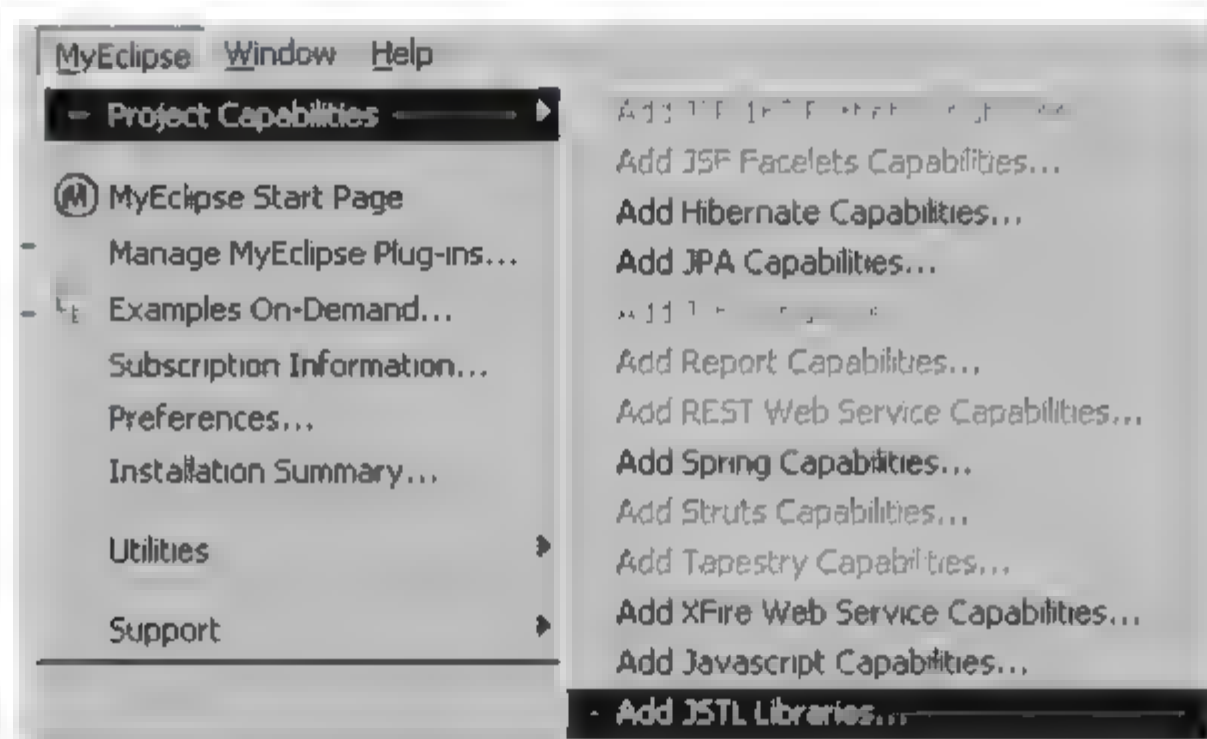 MyEclipse Window Help
Project Capabilities
MyEclipse Start Page
Manage MyEclipse Plug-ins...
Examples On-Demand...
Subscription Information...
Preferences...
Installation Summary...
Utilities
Support
Add
Add JSF Facelets Capabilities...
Add Hibernate Capabilities...
Add JPA Capabilities...
Add
Add Report Capabilities...
Add REST Web Service Capabilities...
Add Spring Capabilities...
Add Struts Capabilities...
Add Tapestry Capabilities...
Add XFire Web Service Capabilities...
Add Javascript Capabilities...
Add JSTL Libraries...